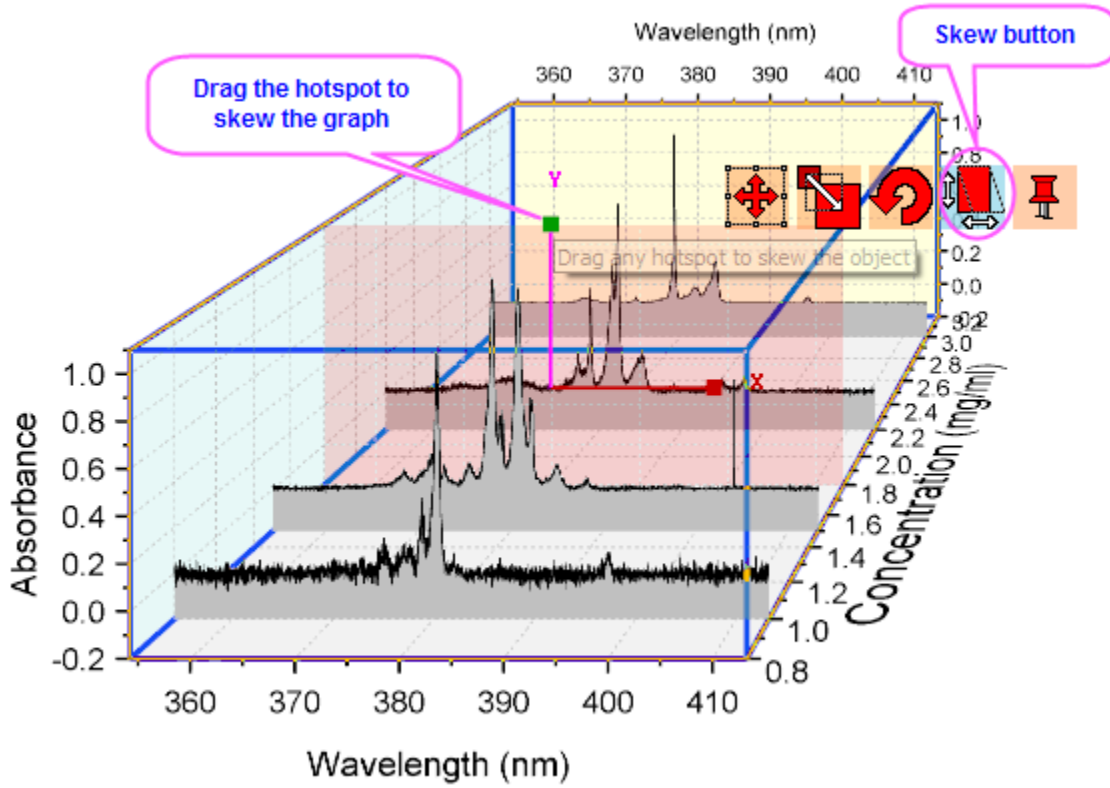 Wavelength (nm)
Skew button
360 370 380 390 400 410
Drag the hotspot to
skew the graph
1.0
0.8
Y
0.2
Drag any hotspot to skew the object
0.0
-0.2
3.2
3.0
2.8
2.6
2.4
2.2
2.0
1.8
1.6
1.4
1.2
1.0
0.8
Concentration (mg/ml)
X
Absorbance
1.0
0.8
0.6
0.4
0.2
0.0
-0.2
360 370 380 390 400 410
Wavelength (nm)